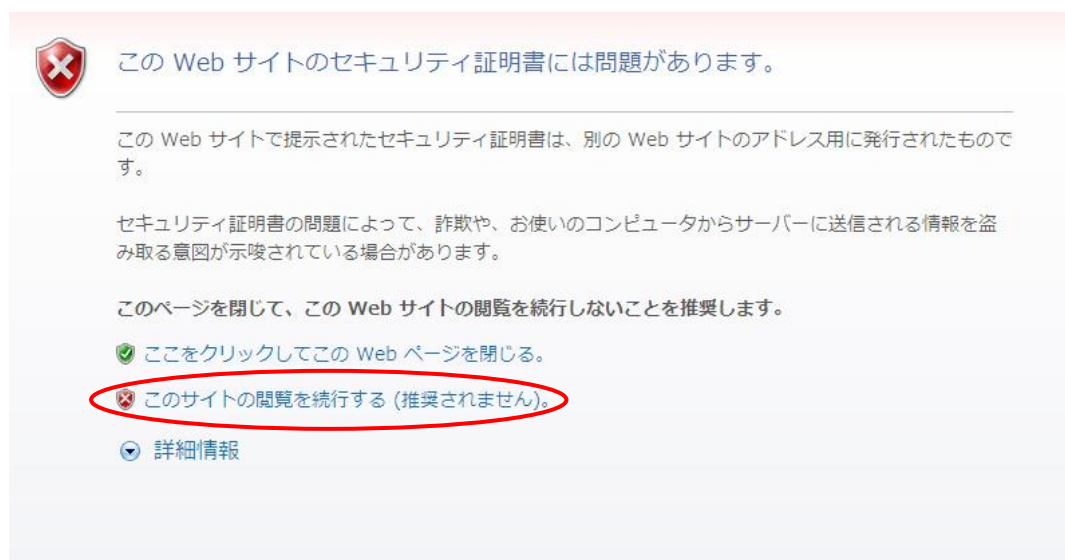 この Web サイトのセキュリティ証明書には問題があります。
この Web サイトで提示されたセキュリティ証明書は、別の Web サイトのアドレス用に発行されたもので
す。
セキュリティ証明書の問題によって、詐欺や、お使いのコンピュータからサーバーに送信される情報を盗
み取る意図が示唆されている場合があります。
このページを閉じて、この Web サイトの閲覧を続行しないことを推奨します。
ここをクリックしてこの Web ページを閉じる。
このサイトの閲覧を続行する (推奨されません)。
詳細情報